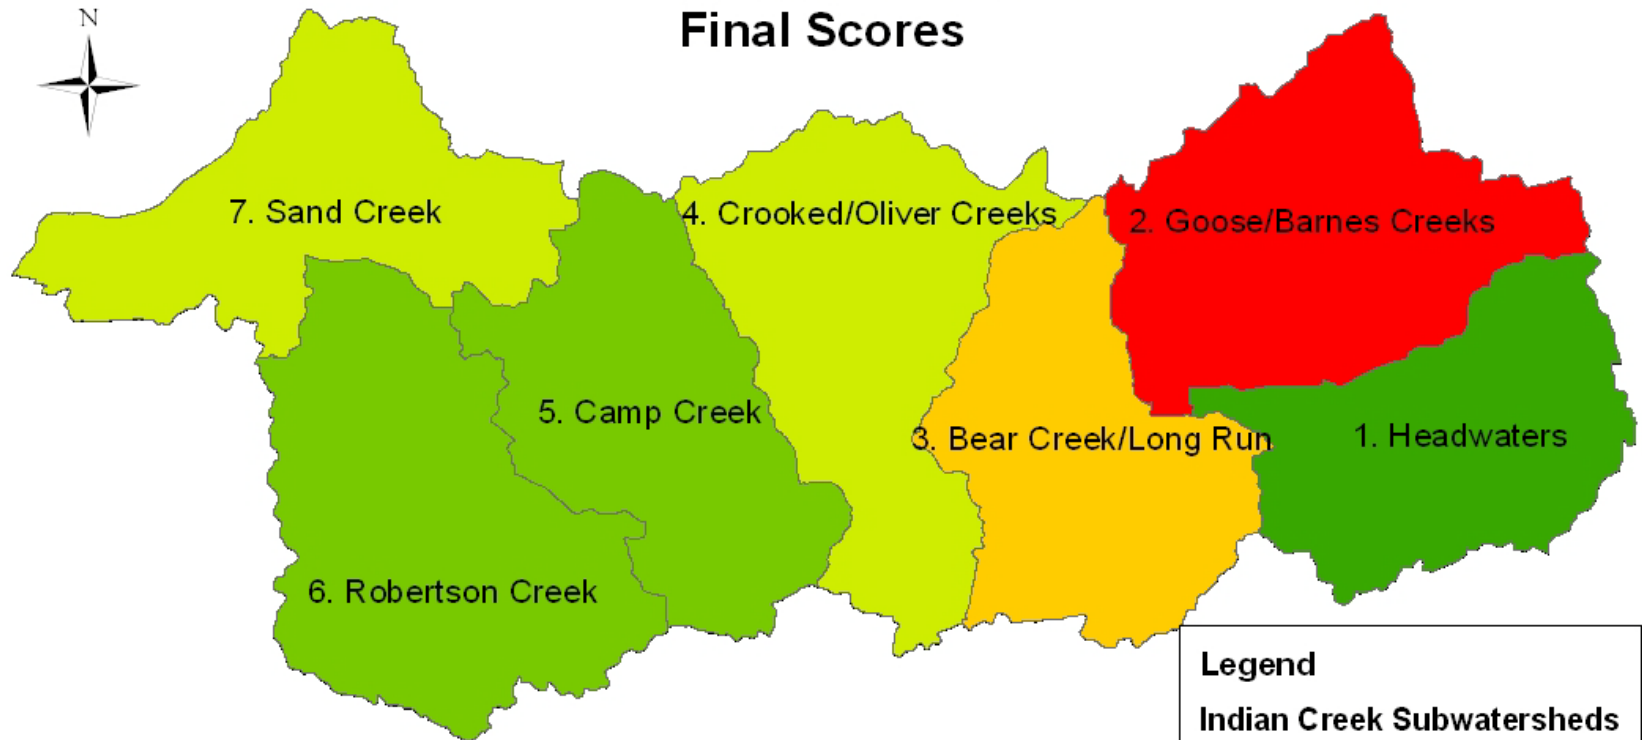 N
Final Scores
7. Sand Creek
4. Crooked/Oliver Creeks
2. Goose/Barnes Creeks
5. Camp Creek
3. Bear Creek/Long Run
1. Headwaters
6. Robertson Creek
Legend
Indian Creek Subwatersheds